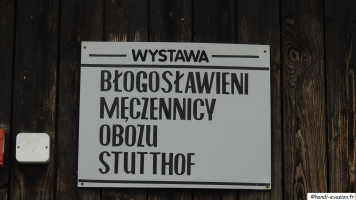 WYSTAWA
BŁOGOSŁAWIENI
MĘCZENNICY
OBOZU
STUTTHOF
©handi-evasion.fr